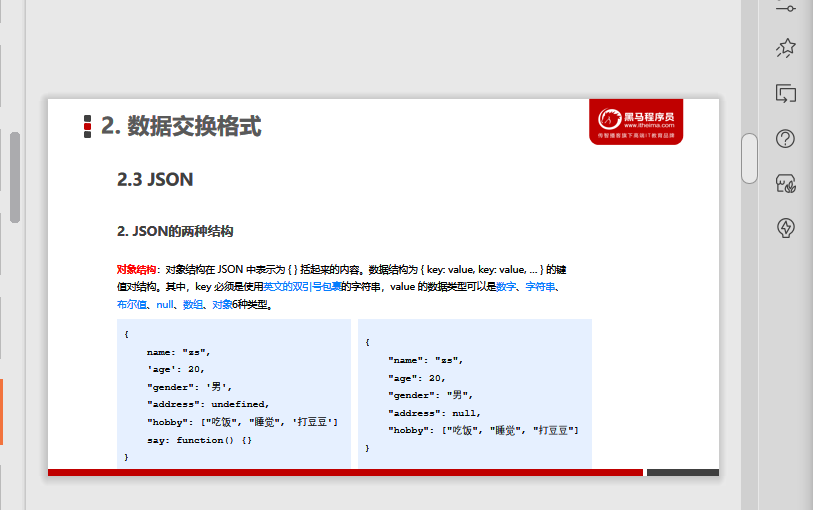 2. 数据交换格式
黑马程序员
www.itheima.com
传智播客旗下高端IT教育品牌
2.3 JSON
2. JSON的两种结构
对象结构：对象结构在 JSON 中表示为 { } 括起来的内容。数据结构为 { key: value, key: value, … } 的键
值对结构。其中，key 必须是使用英文的双引号包裹的字符串，value 的数据类型可以是数字、字符串、
布尔值、null、数组、对象6种类型。
{
name: "zs",
'age': 20,
"gender": '男',
"address": undefined,
"hobby": ["吃饭", "睡觉", '打豆豆']
say: function() {}
}
{
"name": "zs",
"age": 20,
"gender": "男",
"address": null,
"hobby": ["吃饭", "睡觉", "打豆豆"]
}